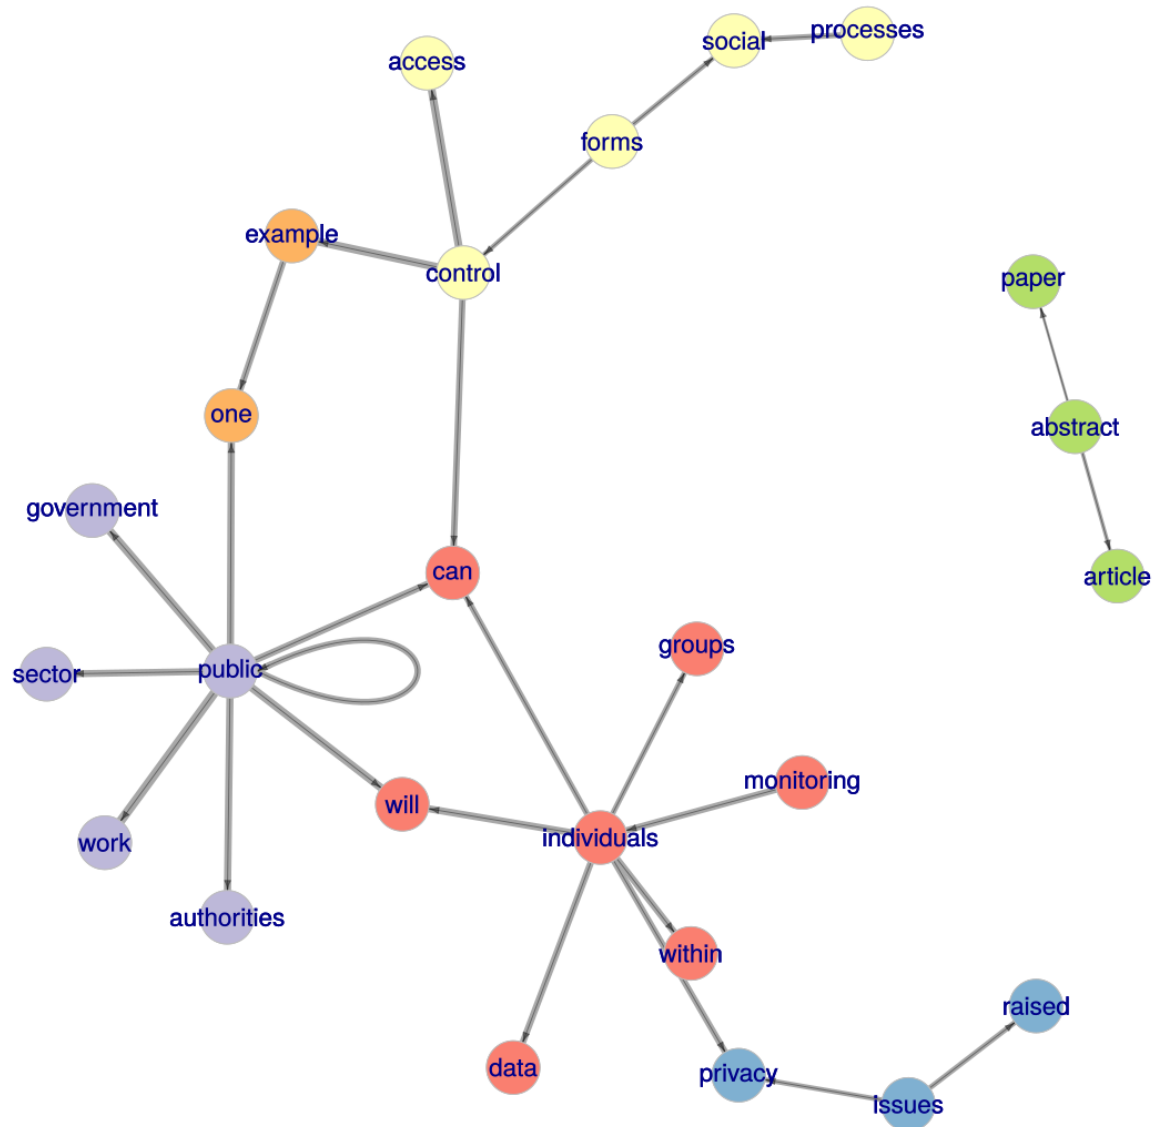 processes
social
access
forms
example
control
paper
one
abstract
government
can
article
groups
public
sector
monitoring
will
individuals
work
authorities
within
raised
data
privacy
issues